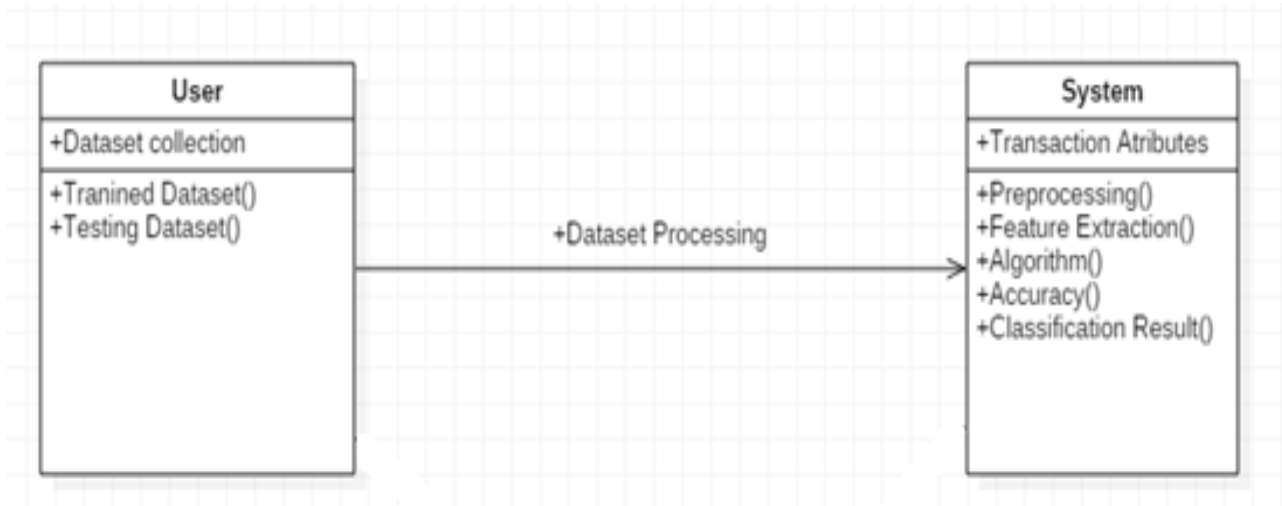 User
+Dataset collection
+Tranined Dataset()
+Testing Dataset()
+Dataset Processing
System
+Transaction Atributes
+Preprocessing()
+Feature Extraction()
+Algorithm()
+Accuracy()
+Classification Result()